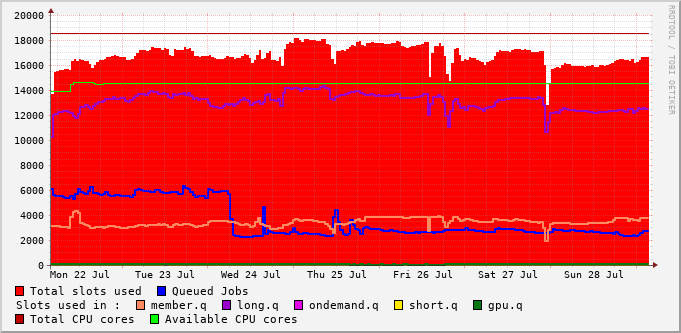 20000
18000
16000
14000
12000
10000
8000
6000
4000
2000
0
Mon 22 Jul Tue 23 Jul Wed 24 Jul Thu 25 Jul Fri 26 Jul Sat 27 Jul Sun 28 Jul
Total slots used Queued Jobs
Slots used in : member.q long.q ondemand.q short.q gpu.q
Total CPU cores Available CPU cores
RRDTOOL / TOBI OETIKER